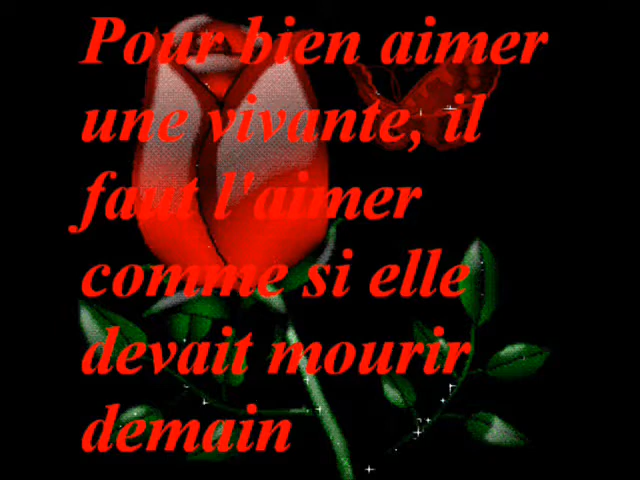 Pour bien aimer
une vivante, il
faut l'aimer
comme si elle
devait mourir
demain